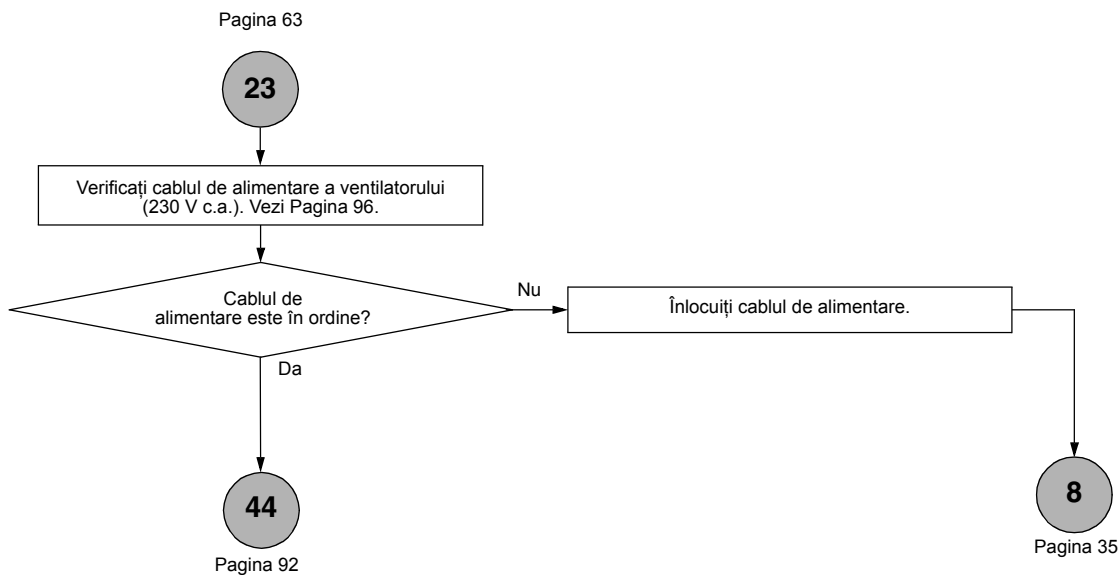 Pagina 63
23
Verificați cablul de alimentare a ventilatorului
(230 V c.a.). Vezi Pagina 96.
Cablul de
alimentare este în ordine?
Nu
Înlocuiți cablul de alimentare.
Da
44
Pagina 92
8
Pagina 35